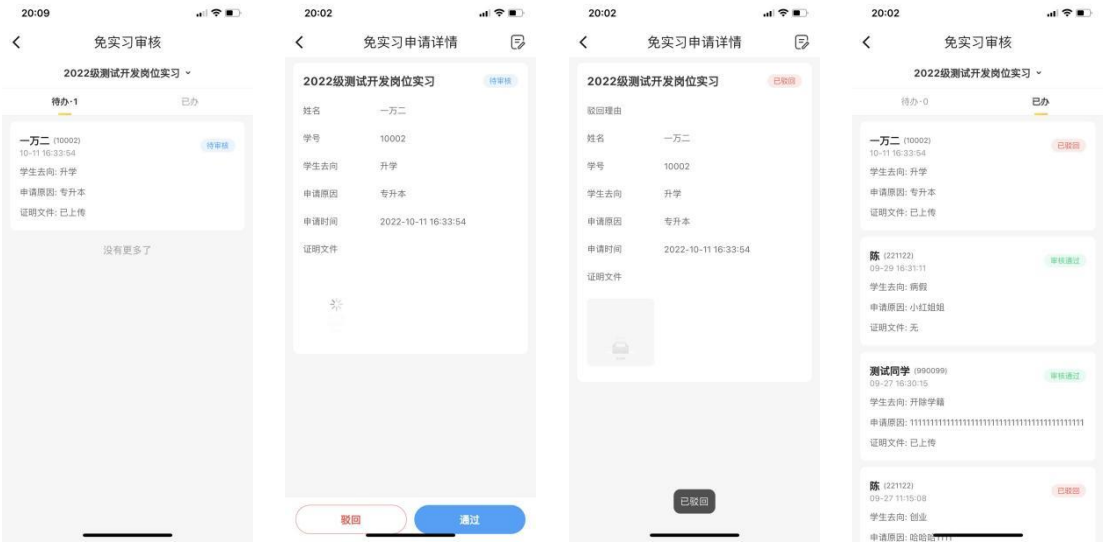 20:09
免实习审核
2022级测试开发岗位实习
待办·1
已办
一万二 (10002)
待审核
10-11 16:33:54
学生去向: 升学
申请原因: 专升本
证明文件: 已上传
没有更多了
20:02
免实习申请详情
2022级测试开发岗位实习
待审核
姓名 一万二
学号 10002
学生去向 升学
申请原因 专升本
申请时间 2022-10-11 16:33:54
证明文件
驳回
通过
20:02
免实习申请详情
2022级测试开发岗位实习
已驳回
驳回理由
姓名 一万二
学号 10002
学生去向 升学
申请原因 专升本
申请时间 2022-10-11 16:33:54
证明文件
已驳回
20:02
免实习审核
2022级测试开发岗位实习
待办·0
已办
一万二 (10002)
已驳回
10-11 16:33:54
学生去向: 升学
申请原因: 专升本
证明文件: 已上传
陈 (221122)
审核通过
09-29 16:31:11
学生去向: 病假
申请原因: 小红姐姐
证明文件: 无
测试同学 (990099)
审核通过
09-27 16:30:15
学生去向: 开除学籍
申请原因:
证明文件: 已上传
陈 (221122)
已驳回
09-27 11:15:08
学生去向: 创业
申请原因: 哈哈哈1111